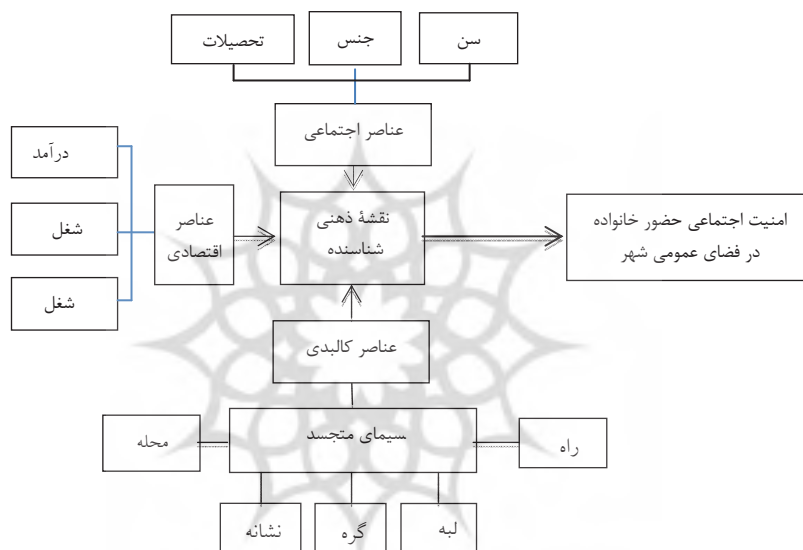 سن
جنس
تحصیلات
عناصر اجتماعی
درآمد
شغل
شغل
عناصر
اقتصادی
نقشۀ ذهنی
شناسنده
امنیت اجتماعی حضور خانواده
در فضای عمومی شهر
عناصر کالبدی
سیمای متجسد
راه
محله
لبه
گره
نشانه